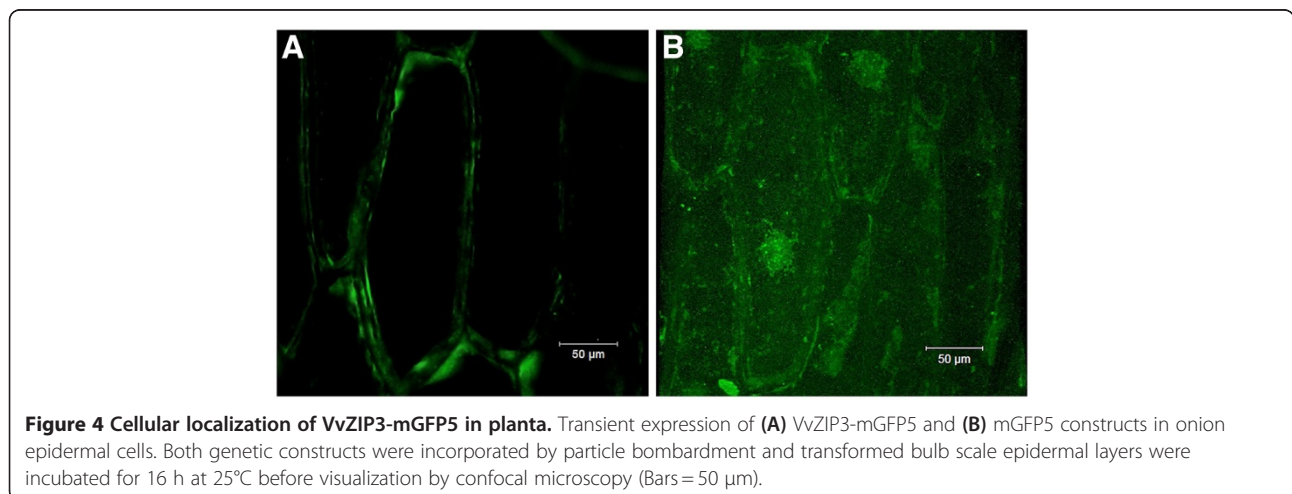 A B
50 µm 50 µm
Figure 4 Cellular localization of VvZIP3-mGFP5 in planta. Transient expression of (A) VvZIP3-mGFP5 and (B) mGFP5 constructs in onion
epidermal cells. Both genetic constructs were incorporated by particle bombardment and transformed bulb scale epidermal layers were
incubated for 16 h at 25°C before visualization by confocal microscopy (Bars = 50 µm).